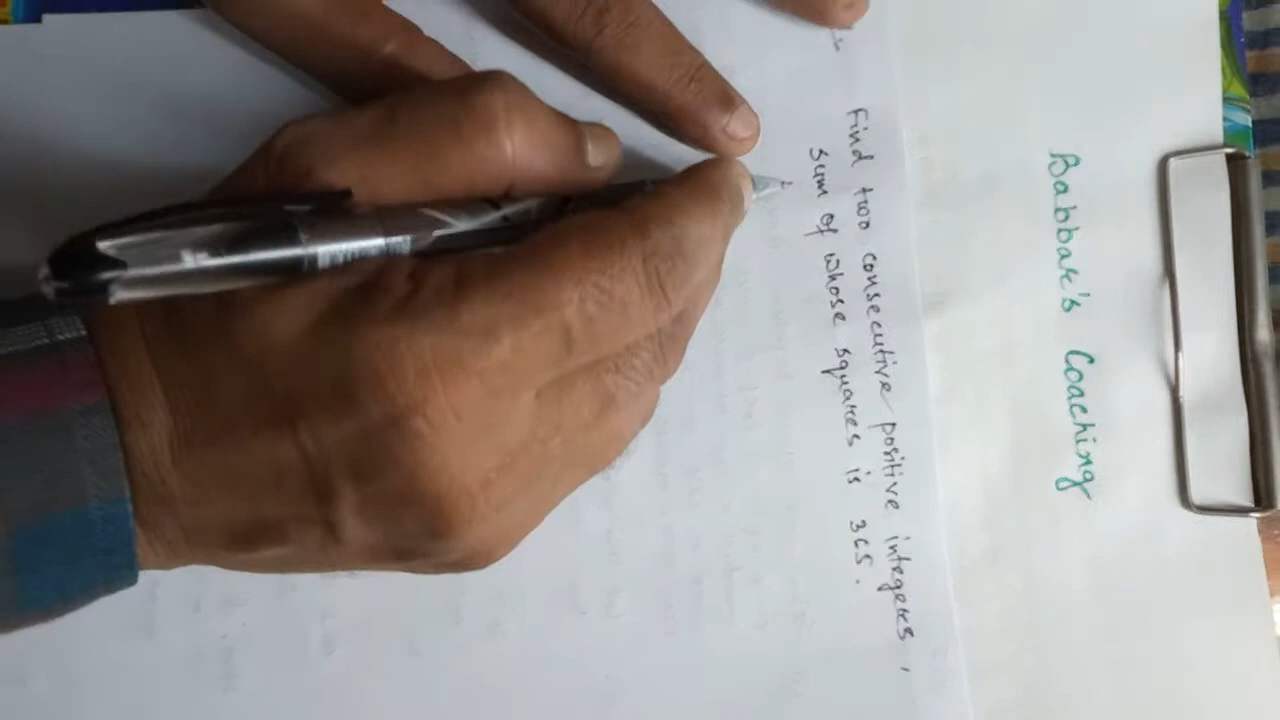 Babbar's Coaching
Find two consecutive positive integers,
sum of whose squares is 365.